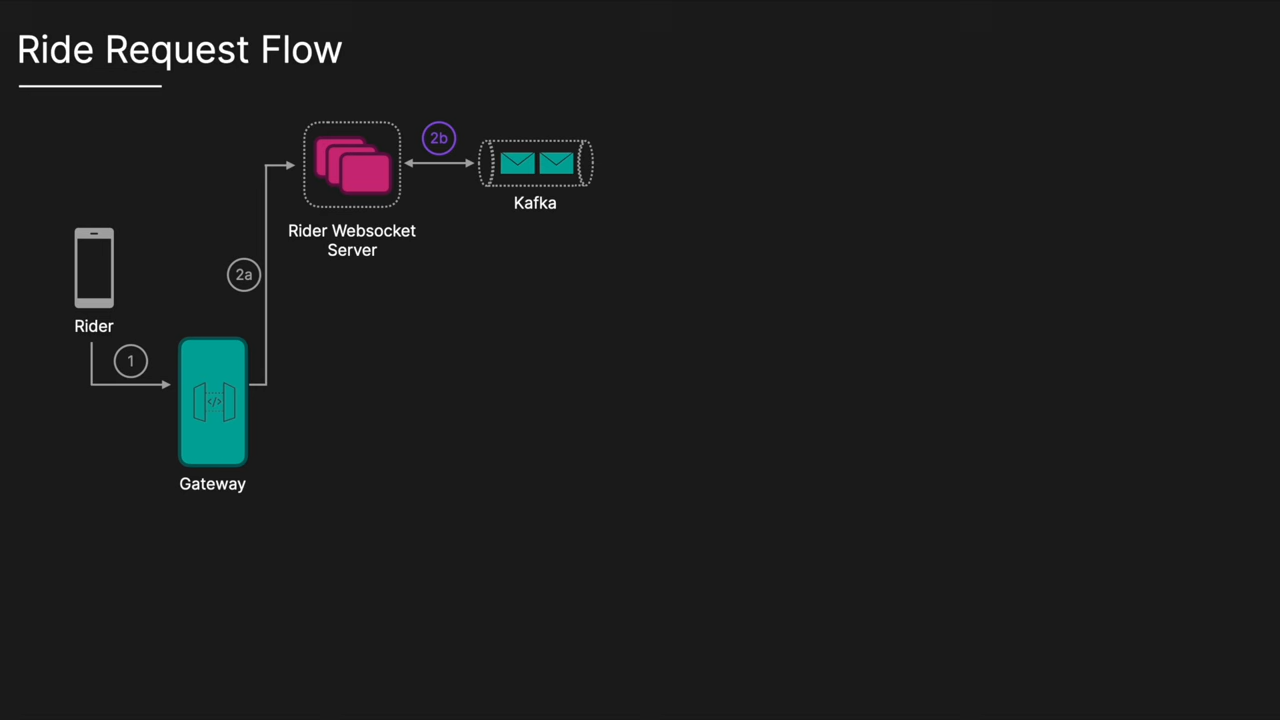 Ride Request Flow
2b
Kafka
Rider Websocket
Server
2a
Rider
1
</>
Gateway